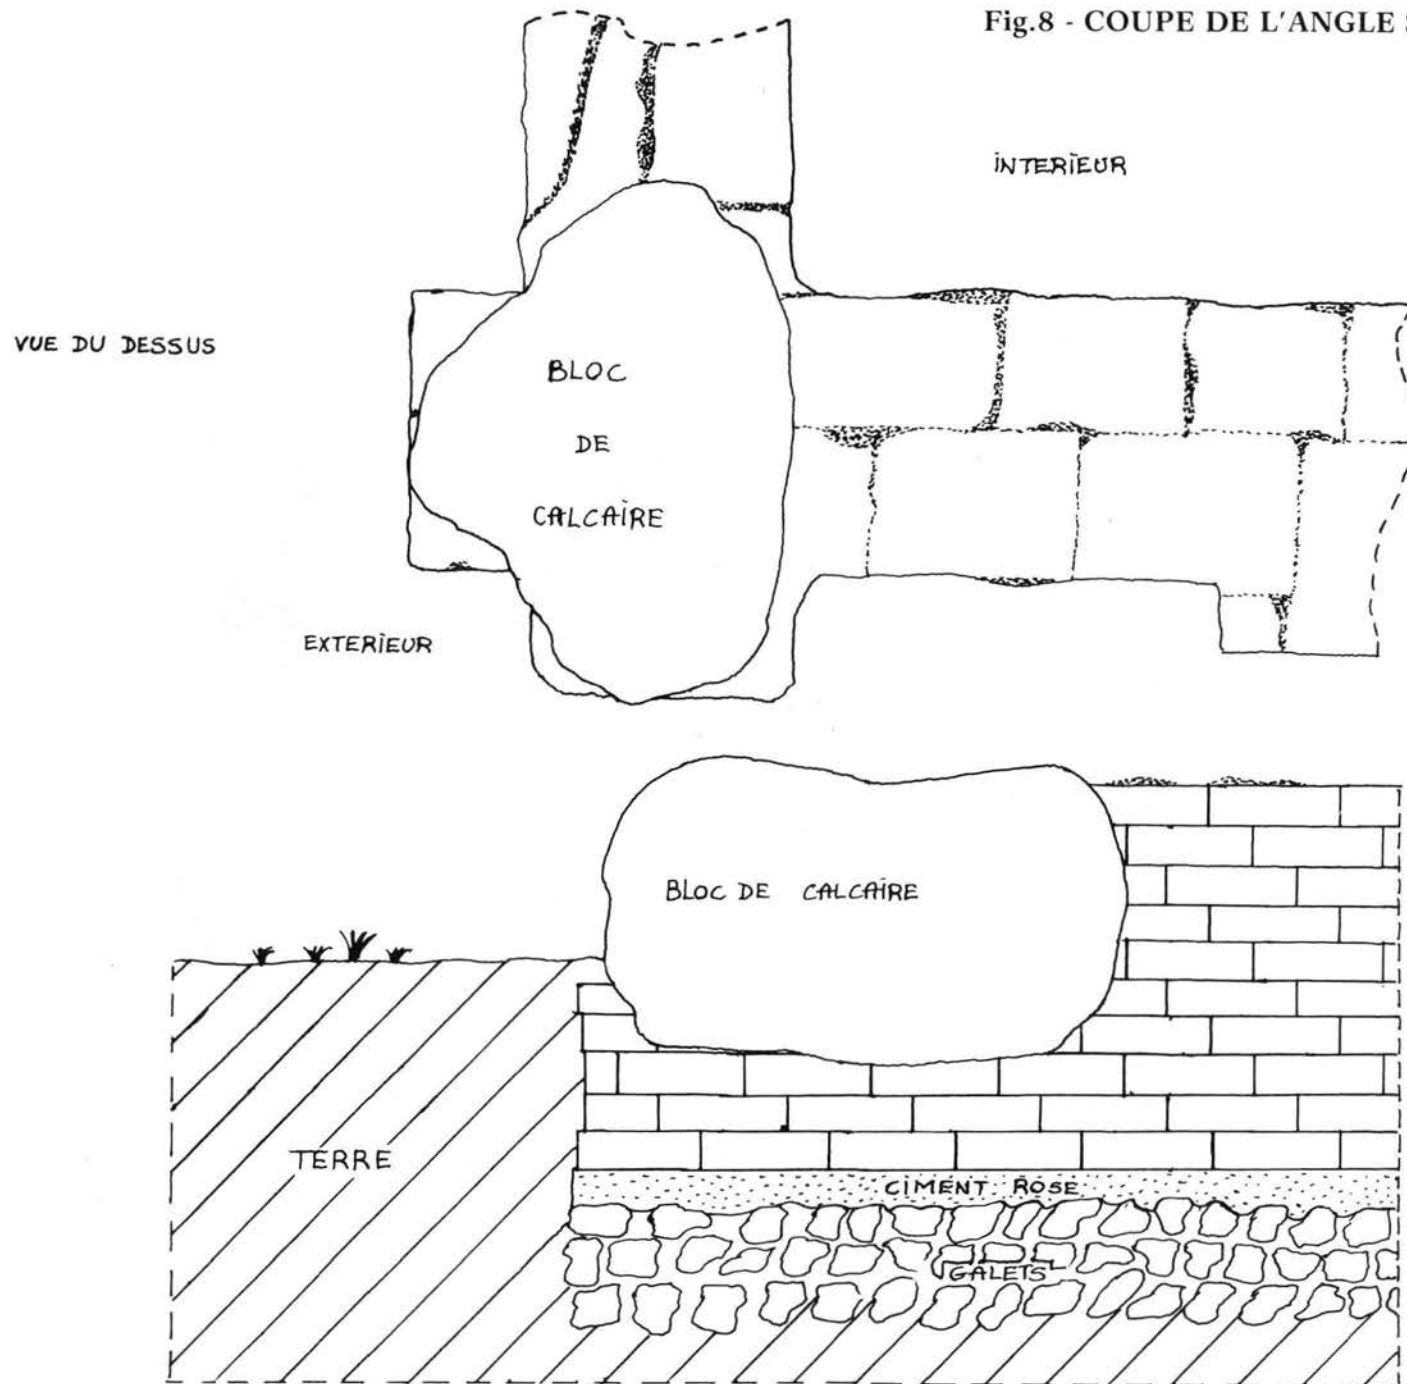 Fig.8 - COUPE DE L'ANGLE
INTERIEUR
VUE DU DESSUS
BLOC
DE
CALCAIRE
EXTERIEUR
BLOC DE CALCAIRE
TERRE
CIMENT ROSE
GALETS